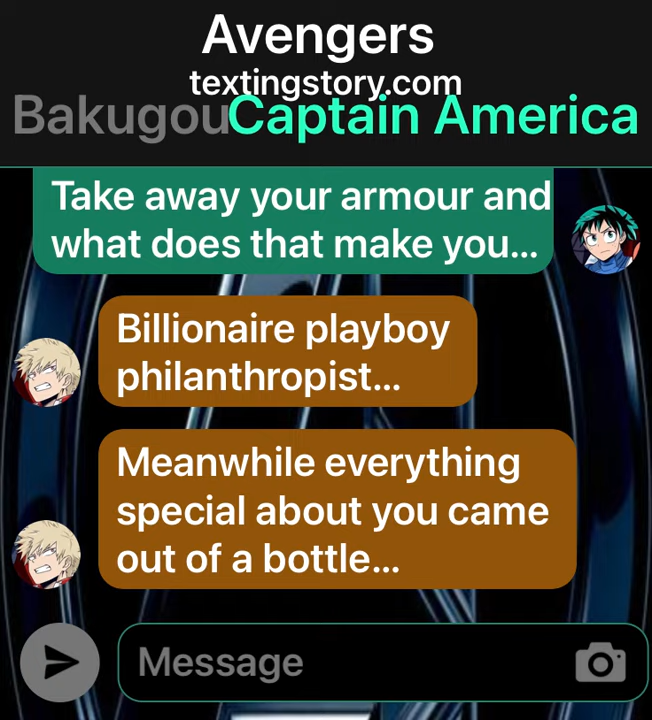 Avengers
textingstory.com
Bakugou Captain America
Take away your armour and
what does that make you...
Billionaire playboy
philanthropist...
Meanwhile everything
special about you came
out of a bottle...
Message